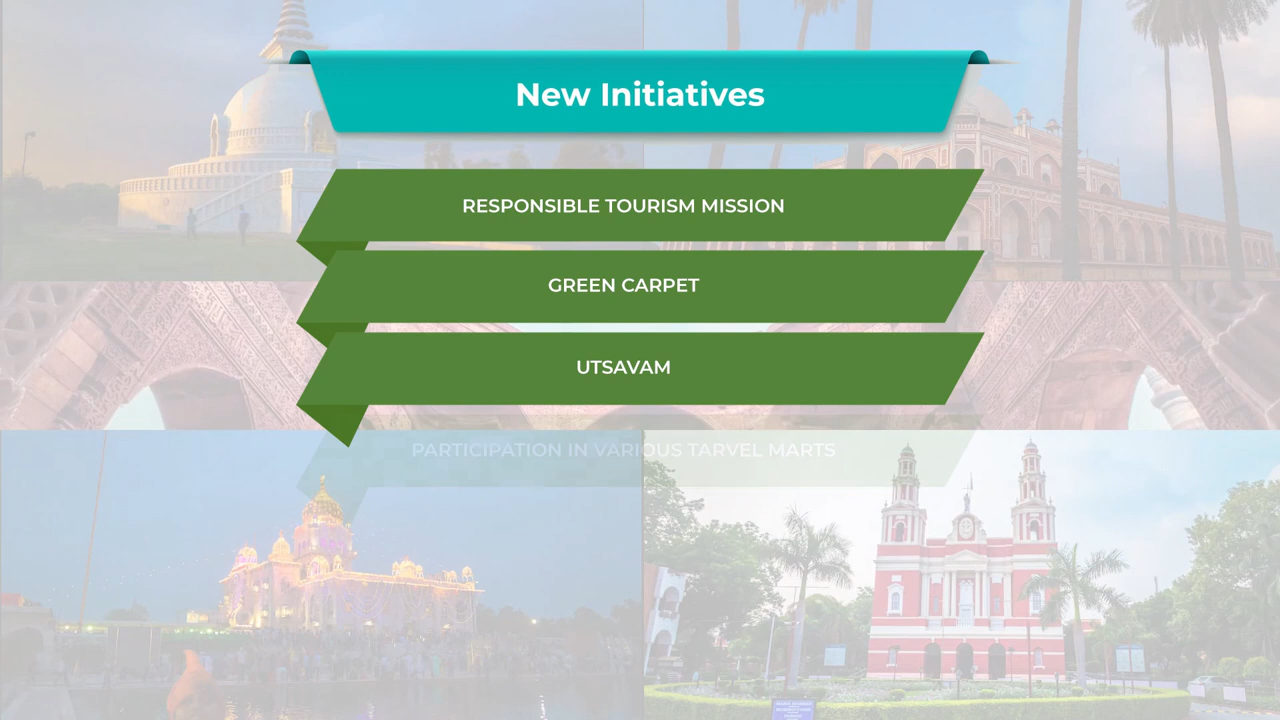 New Initiatives
RESPONSIBLE TOURISM MISSION
GREEN CARPET
UTSAVAM
PARTICIPATION IN VARIOUS TARVEL MARTS